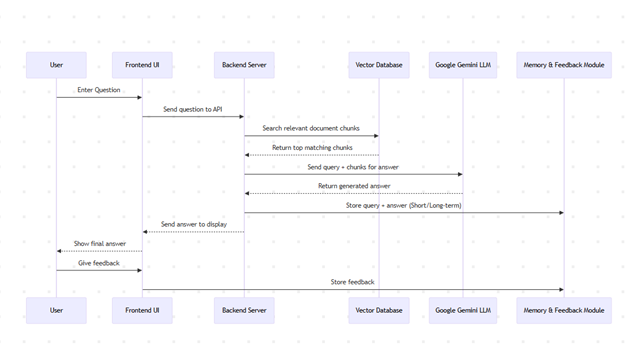 User
Frontend UI
Backend Server
Vector Database
Google Gemini LLM
Memory & Feedback Module
Enter Question
Send question to API
Search relevant document chunks
Return top matching chunks
Send query + chunks for answer
Return generated answer
Store query + answer (Short/Long-term)
Send answer to display
Show final answer
Give feedback
Store feedback
User
Frontend UI
Backend Server
Vector Database
Google Gemini LLM
Memory & Feedback Module